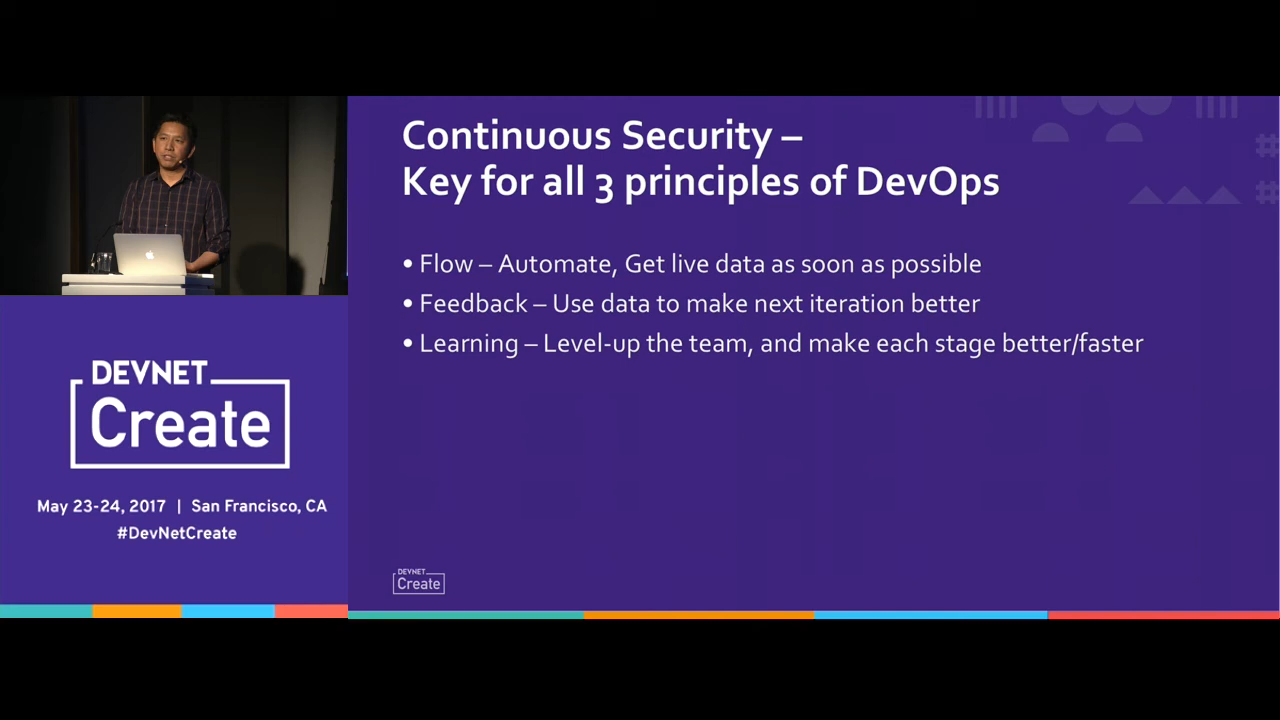 Continuous Security –
Key for all 3 principles of DevOps
• Flow – Automate, Get live data as soon as possible
• Feedback – Use data to make next iteration better
• Learning – Level-up the team, and make each stage better/faster
DEVNET
Create
May 23-24, 2017 | San Francisco, CA
#DevNetCreate
DEVNET
Create